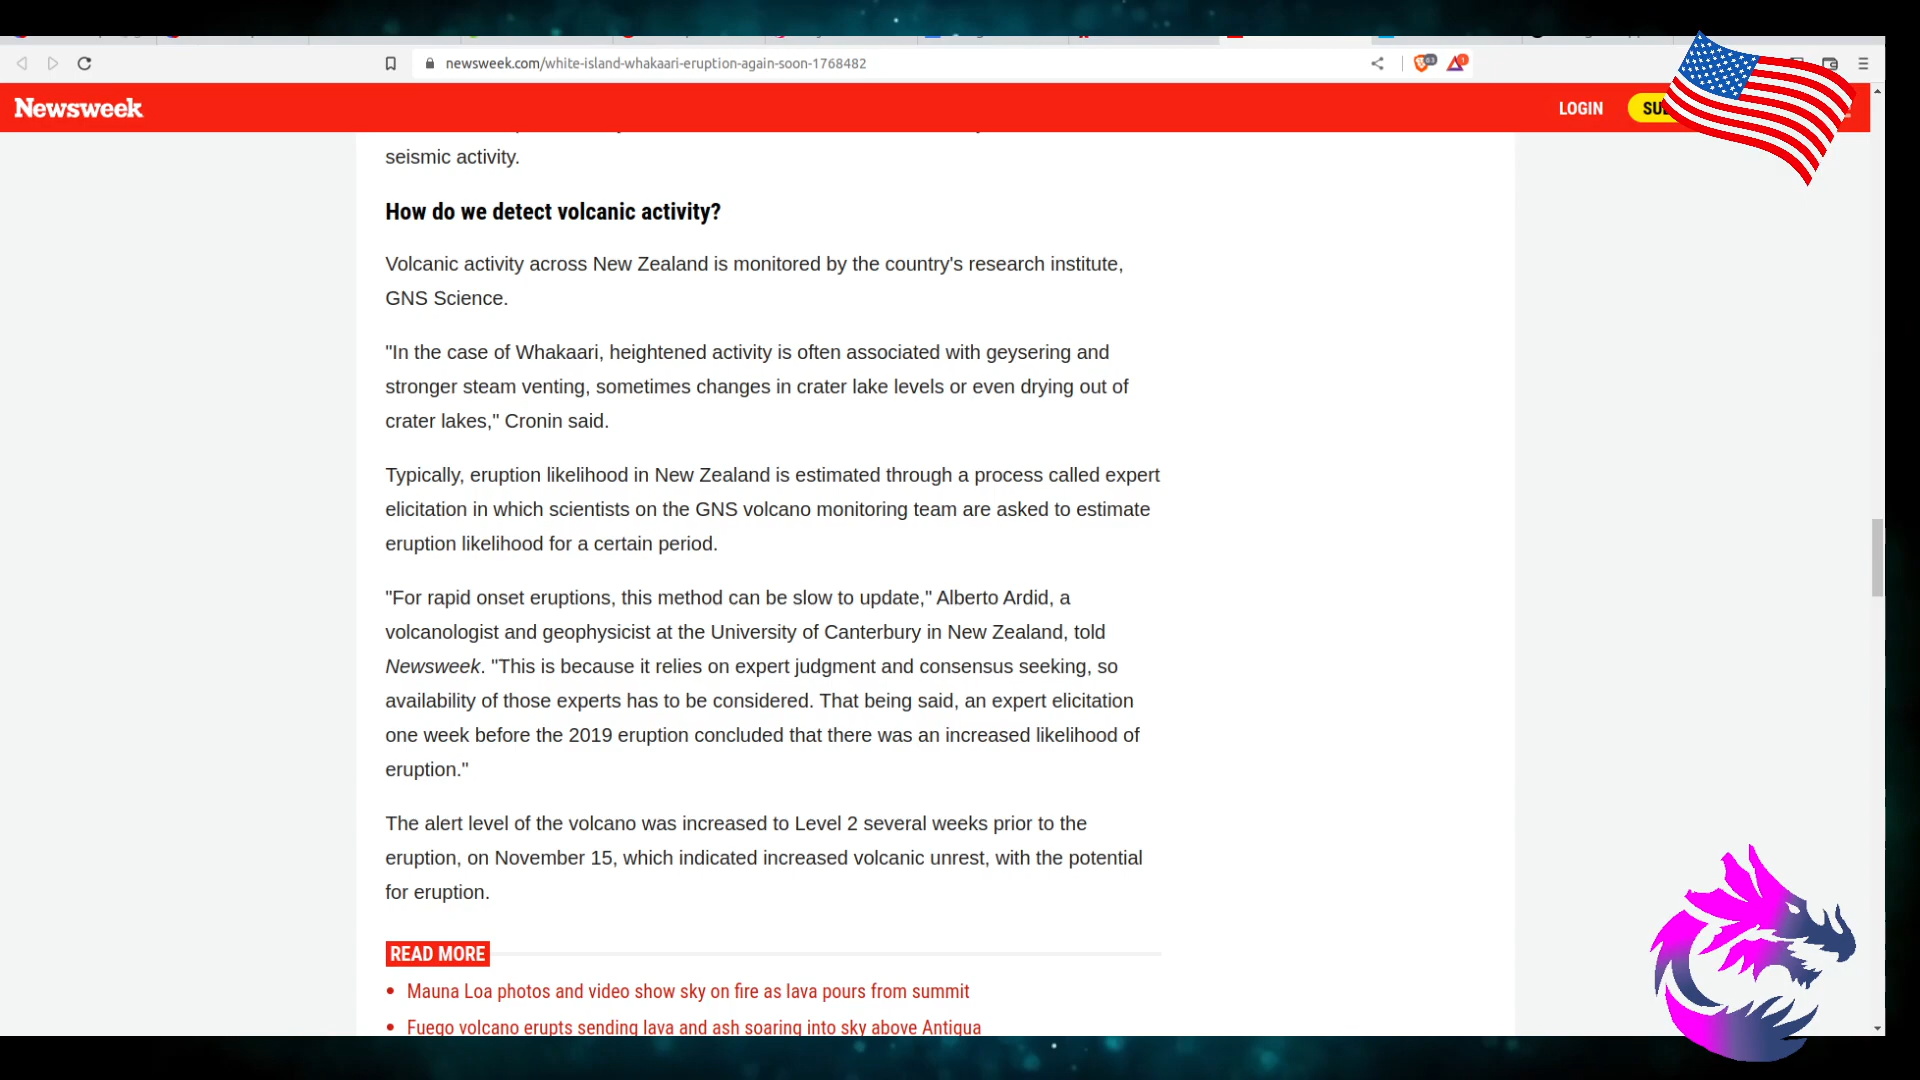 newsweek.com/white-island-whakaari-eruption-again-soon-1768482
Newsweek
LOGIN
seismic activity.
How do we detect volcanic activity?
Volcanic activity across New Zealand is monitored by the country's research institute,
GNS Science.
"In the case of Whakaari, heightened activity is often associated with geysering and
stronger steam venting, sometimes changes in crater lake levels or even drying out of
crater lakes," Cronin said.
Typically, eruption likelihood in New Zealand is estimated through a process called expert
elicitation in which scientists on the GNS volcano monitoring team are asked to estimate
eruption likelihood for a certain period.
"For rapid onset eruptions, this method can be slow to update," Alberto Ardid, a
volcanologist and geophysicist at the University of Canterbury in New Zealand, told
Newsweek. "This is because it relies on expert judgment and consensus seeking, so
availability of those experts has to be considered. That being said, an expert elicitation
one week before the 2019 eruption concluded that there was an increased likelihood of
eruption."
The alert level of the volcano was increased to Level 2 several weeks prior to the
eruption, on November 15, which indicated increased volcanic unrest, with the potential
for eruption.
READ MORE
• Mauna Loa photos and video show sky on fire as lava pours from summit
• Fuego volcano erupts sending lava and ash soaring into sky above Antigua